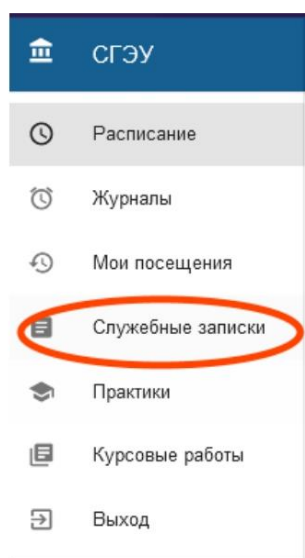 СГЭУ
Расписание
Журналы
Мои посещения
Служебные записки
Практики
Курсовые работы
Выход